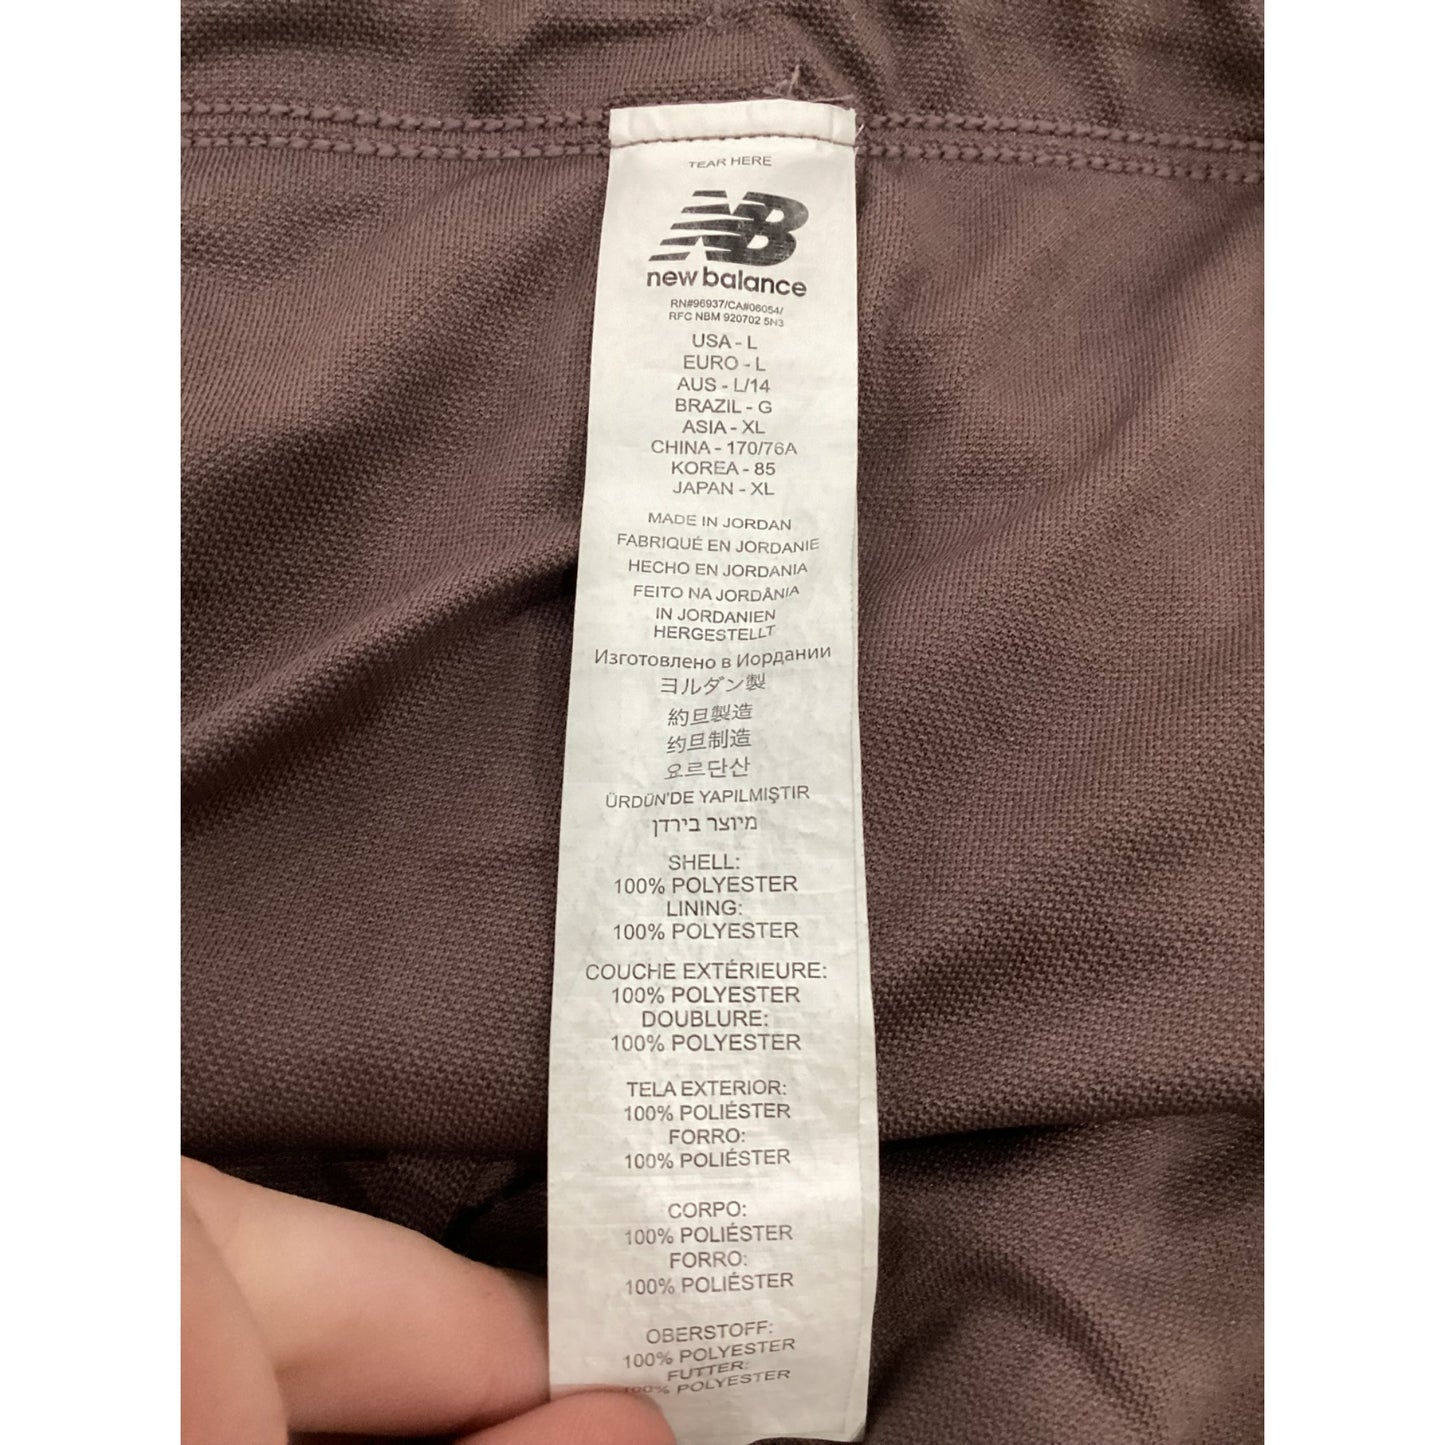 TEAR HERE
NB
new balance
RN#96937/CA#06054/
RFC NBM 920702 5N3
USA - L
EURO - L
AUS - L/14
BRAZIL - G
ASIA - XL
CHINA - 170/76A
KOREA - 85
JAPAN - XL
MADE IN JORDAN
FABRIQUÉ EN JORDANIE
HECHO EN JORDANIA
FEITO NA JORDÂNIA
IN JORDANIEN
HERGESTELLT
Изготовлено в Иордании
ヨルダン製
約旦製造
约旦制造
요르단산
ÜRDÜN'DE YAPILMIŞTIR
מיוצר בירדן
SHELL:
100% POLYESTER
LINING:
100% POLYESTER
COUCHE EXTÉRIEURE:
100% POLYESTER
DOUBLURE:
100% POLYESTER
TELA EXTERIOR:
100% POLIÉSTER
FORRO:
100% POLIÉSTER
CORPO:
100% POLIÉSTER
FORRO:
100% POLIÉSTER
OBERSTOFF:
100% POLYESTER
FUTTER:
100% POLYESTER